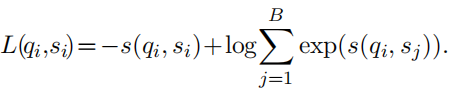 L(q_i,s_i)=−s(q_i, s_i)+log∑_{j=1}^{B} exp(s(q_i, s_j)).